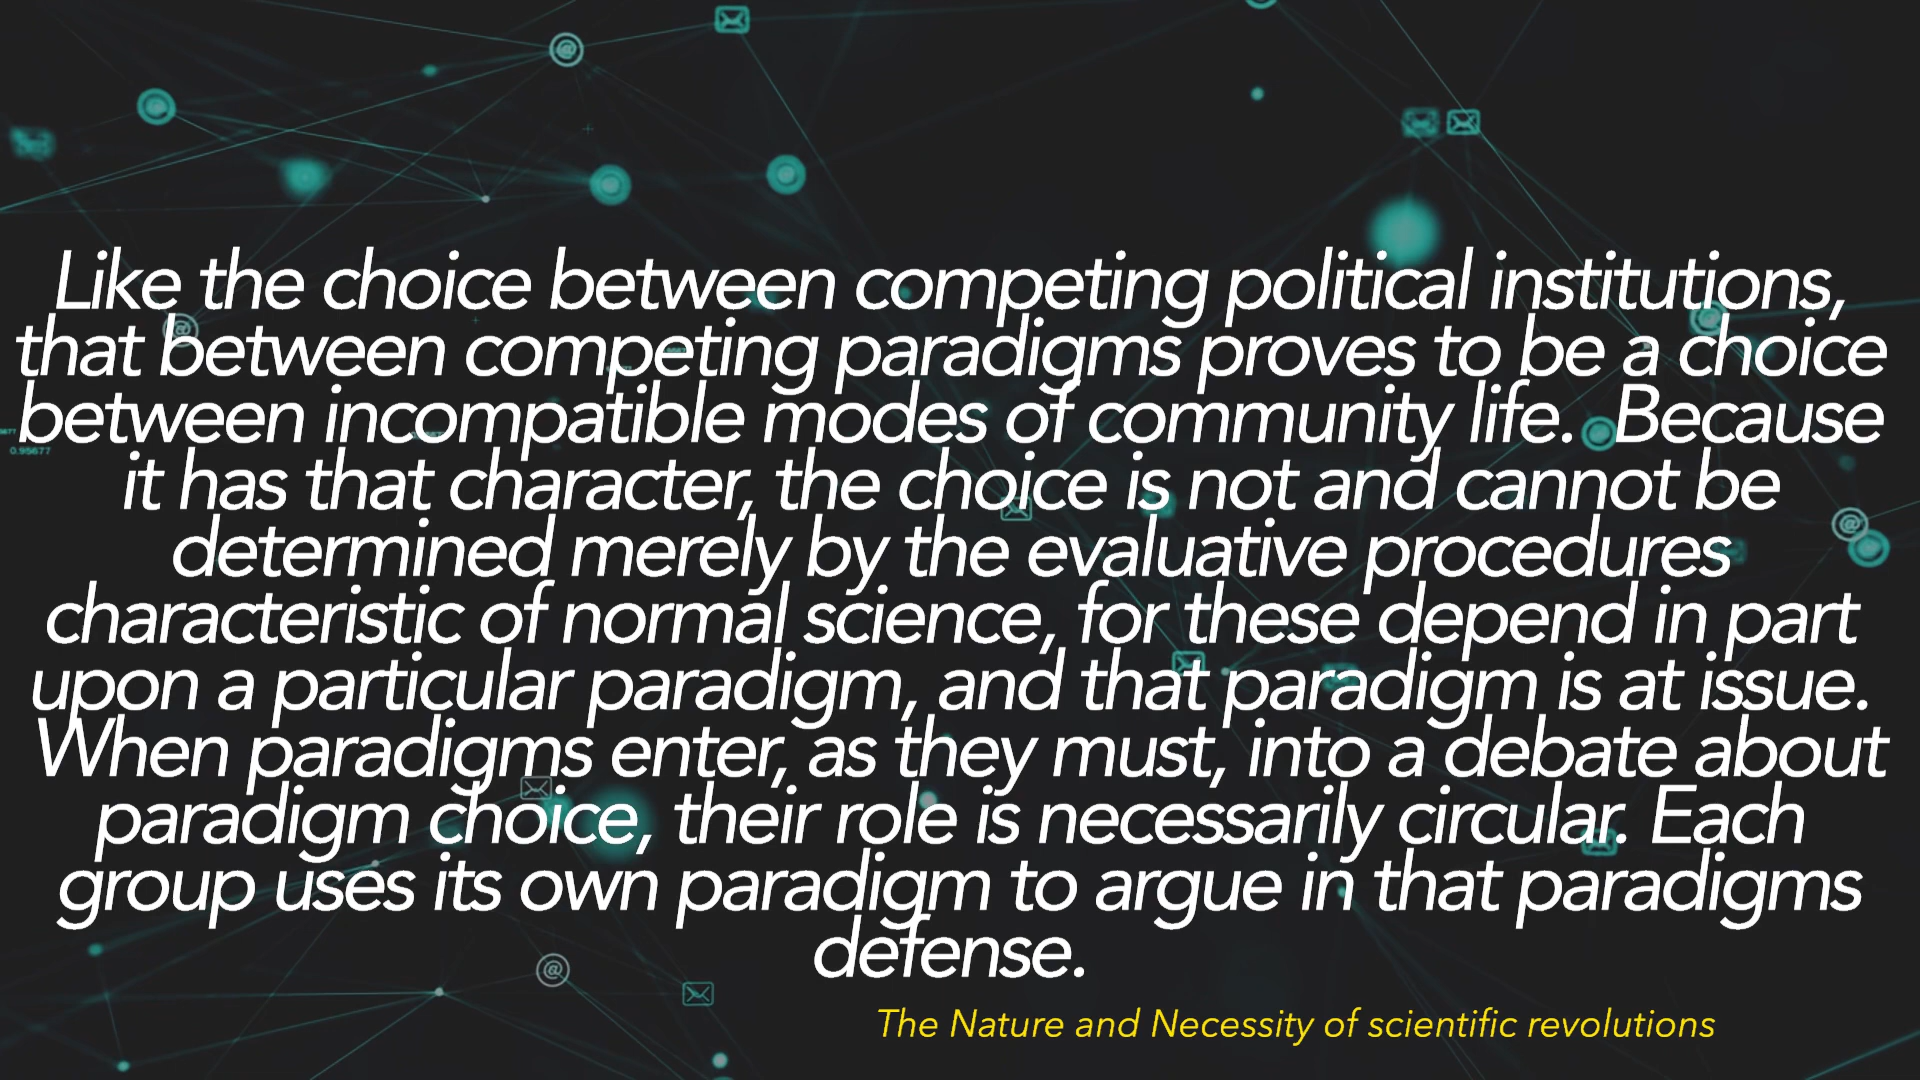 Like the choice between competing political institutions,
that between competing paradigms proves to be a choice
between incompatible modes of community life.  Because
it has that character, the choice is not and cannot be
determined merely by the evaluative procedures
characteristic of normal science, for these depend in part
upon a particular paradigm, and that paradigm is at issue.
When paradigms enter, as they must, into a debate about
paradigm choice, their role is necessarily circular. Each
group uses its own paradigm to argue in that paradigms
defense.
The Nature and Necessity of scientific revolutions
0.95677